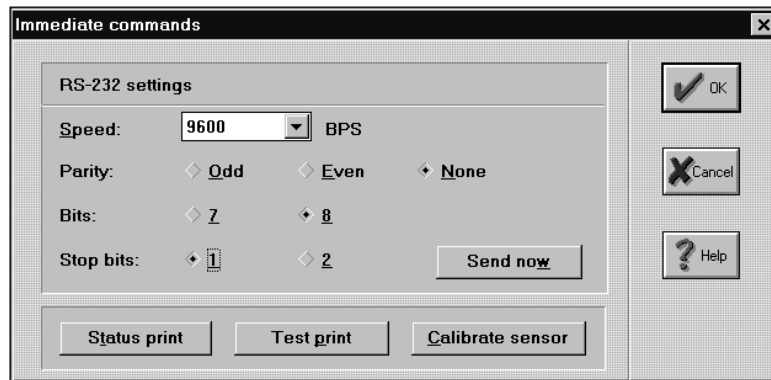 Immediate commands
RS-232 settings
OK
Speed: 9600 BPS
Parity: Odd Even None
Cancel
Bits: 7 8
Stop bits: 1 2 Send now
Help
Status print Test print Calibrate sensor